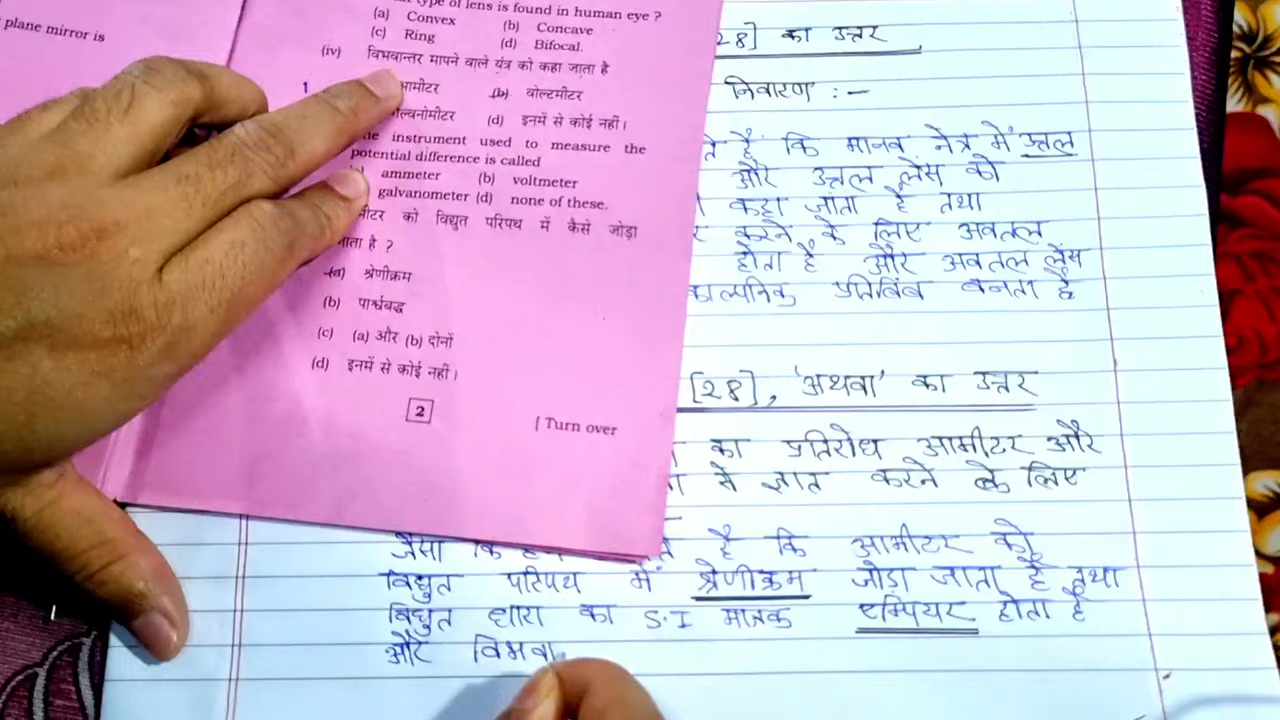 plane mirror is
type of lens is found in human eye ?
(a) Convex (b) Concave
(c) Ring (d) Bifocal.
(iv) विभवान्तर मापने वाले यंत्र को कहा जाता है
1 आमीटर (b) वोल्टमीटर
ल्वनोमीटर (d) इनमें से कोई नहीं।
instrument used to measure the
potential difference is called
ammeter (b) voltmeter
galvanometer (d) none of these.
मीटर को विद्युत परिपथ में कैसे जोड़ा
जाता है ?
(a) श्रेणीक्रम
(b) पार्श्वबद्ध
(c) (a) और (b) दोनों
(d) इनमें से कोई नहीं।
2
[ Turn over
28] का उत्तर
निवारण :-
ते हैं कि मानव नेत्र में उत्तल
और उत्तल लेंस को
कहा जाता है तथा
करने के लिए अवतल
होता है और अवतल लेंस
काल्पनिक प्रतिबिंब बनता है
[28], 'अथवा' का उत्तर
का प्रतिरोध आमीटर और
से ज्ञात करने के लिए
जैसा कि है कि आमीटर को
विद्युत परिपथ में श्रेणीक्रम जोड़ा जाता है तथा
विद्युत धारा का S.I मात्रक एम्पियर होता है
और विभवा